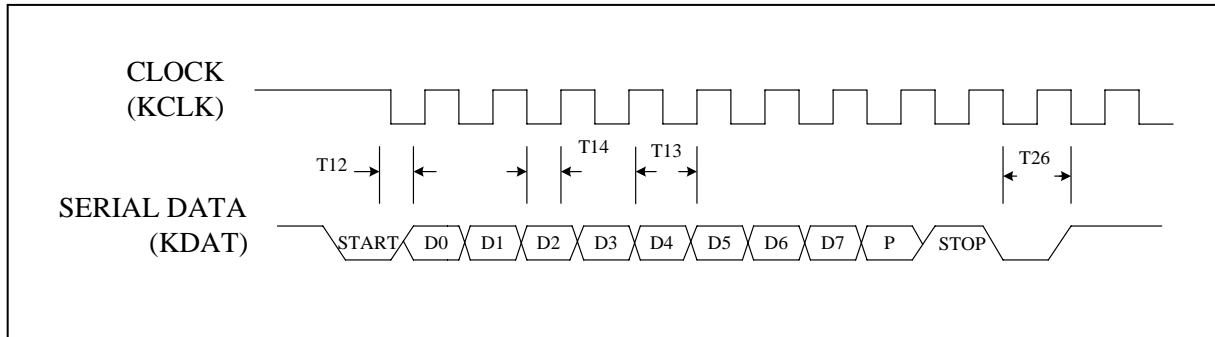 CLOCK
(KCLK)
T12
T14
T13
T26
SERIAL DATA
(KDAT)
START
D0
D1
D2
D3
D4
D5
D6
D7
P
STOP